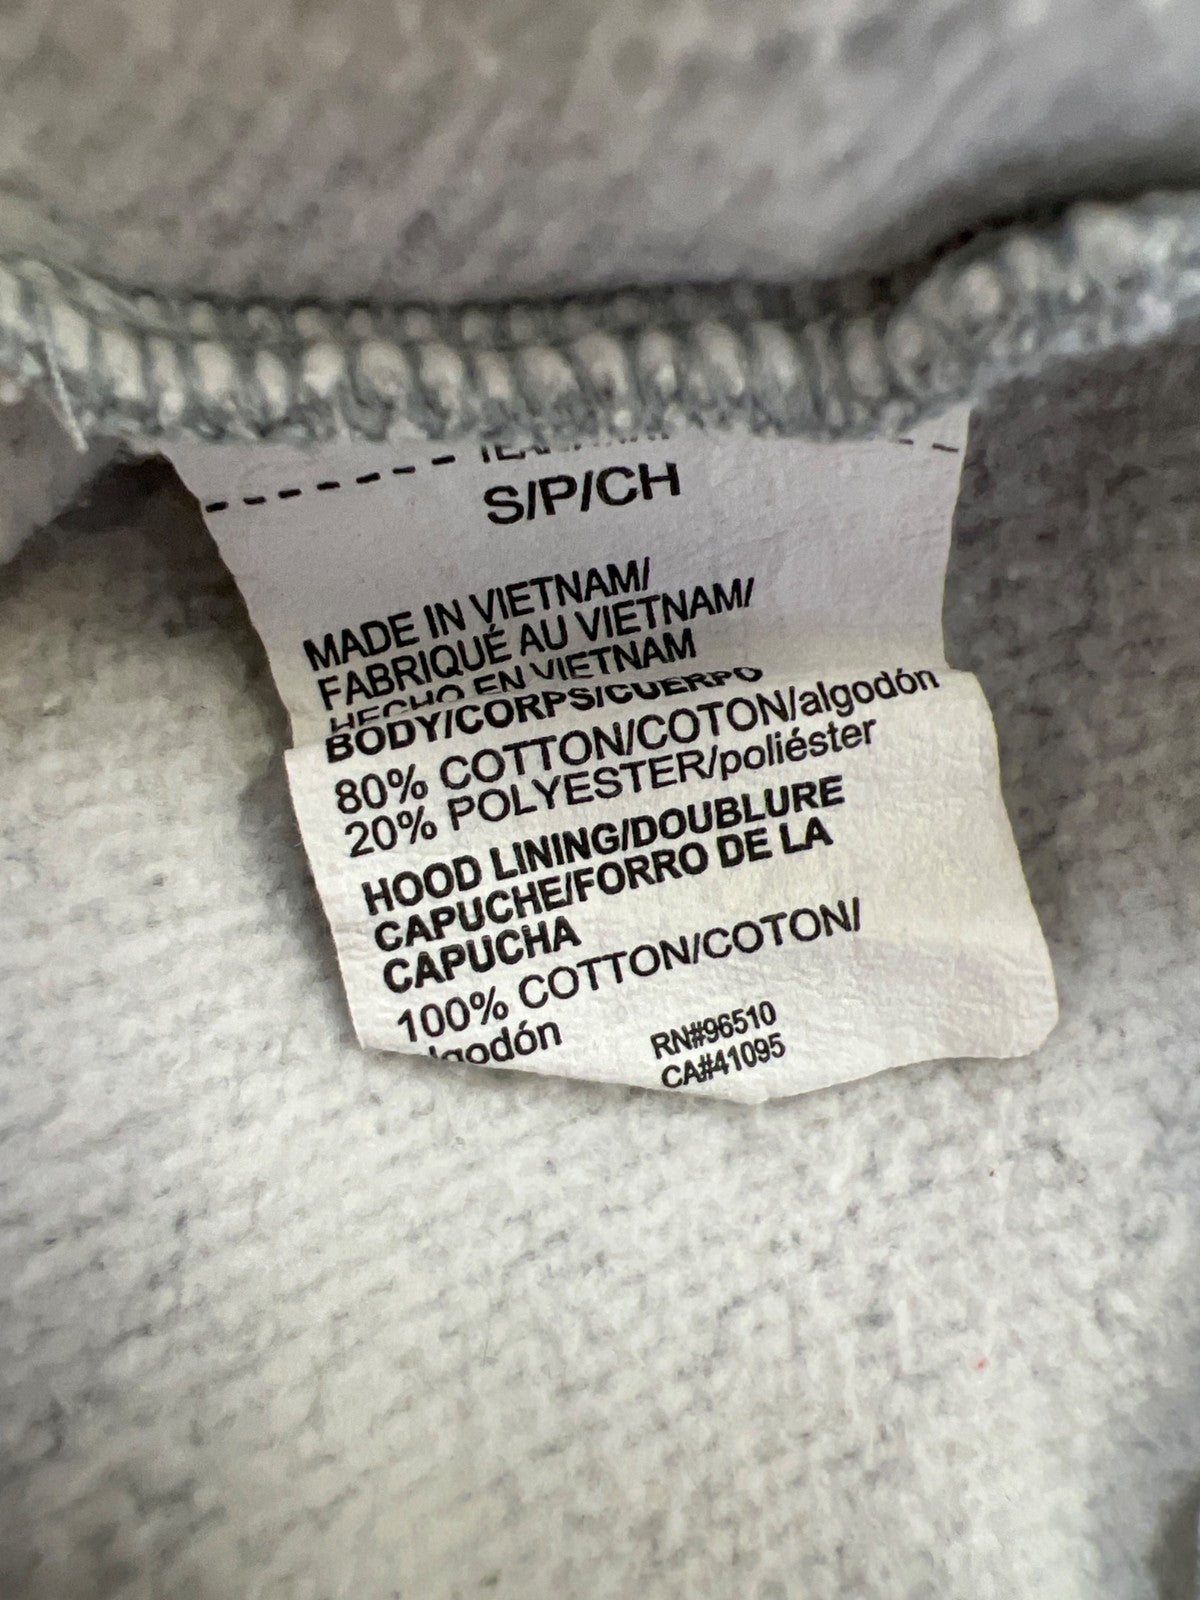 S/P/CH
MADE IN VIETNAM/
FABRIQUÉ AU VIETNAM/
HECHO EN VIETNAM
BODY/CORPS/CUERPO
80% COTTON/COTON/algodón
20% POLYESTER/poliéster
HOOD LINING/DOUBLURE
CAPUCHE/FORRO DE LA
CAPUCHA
100% COTTON/COTON/
algodón
RN#96510
CA#41095